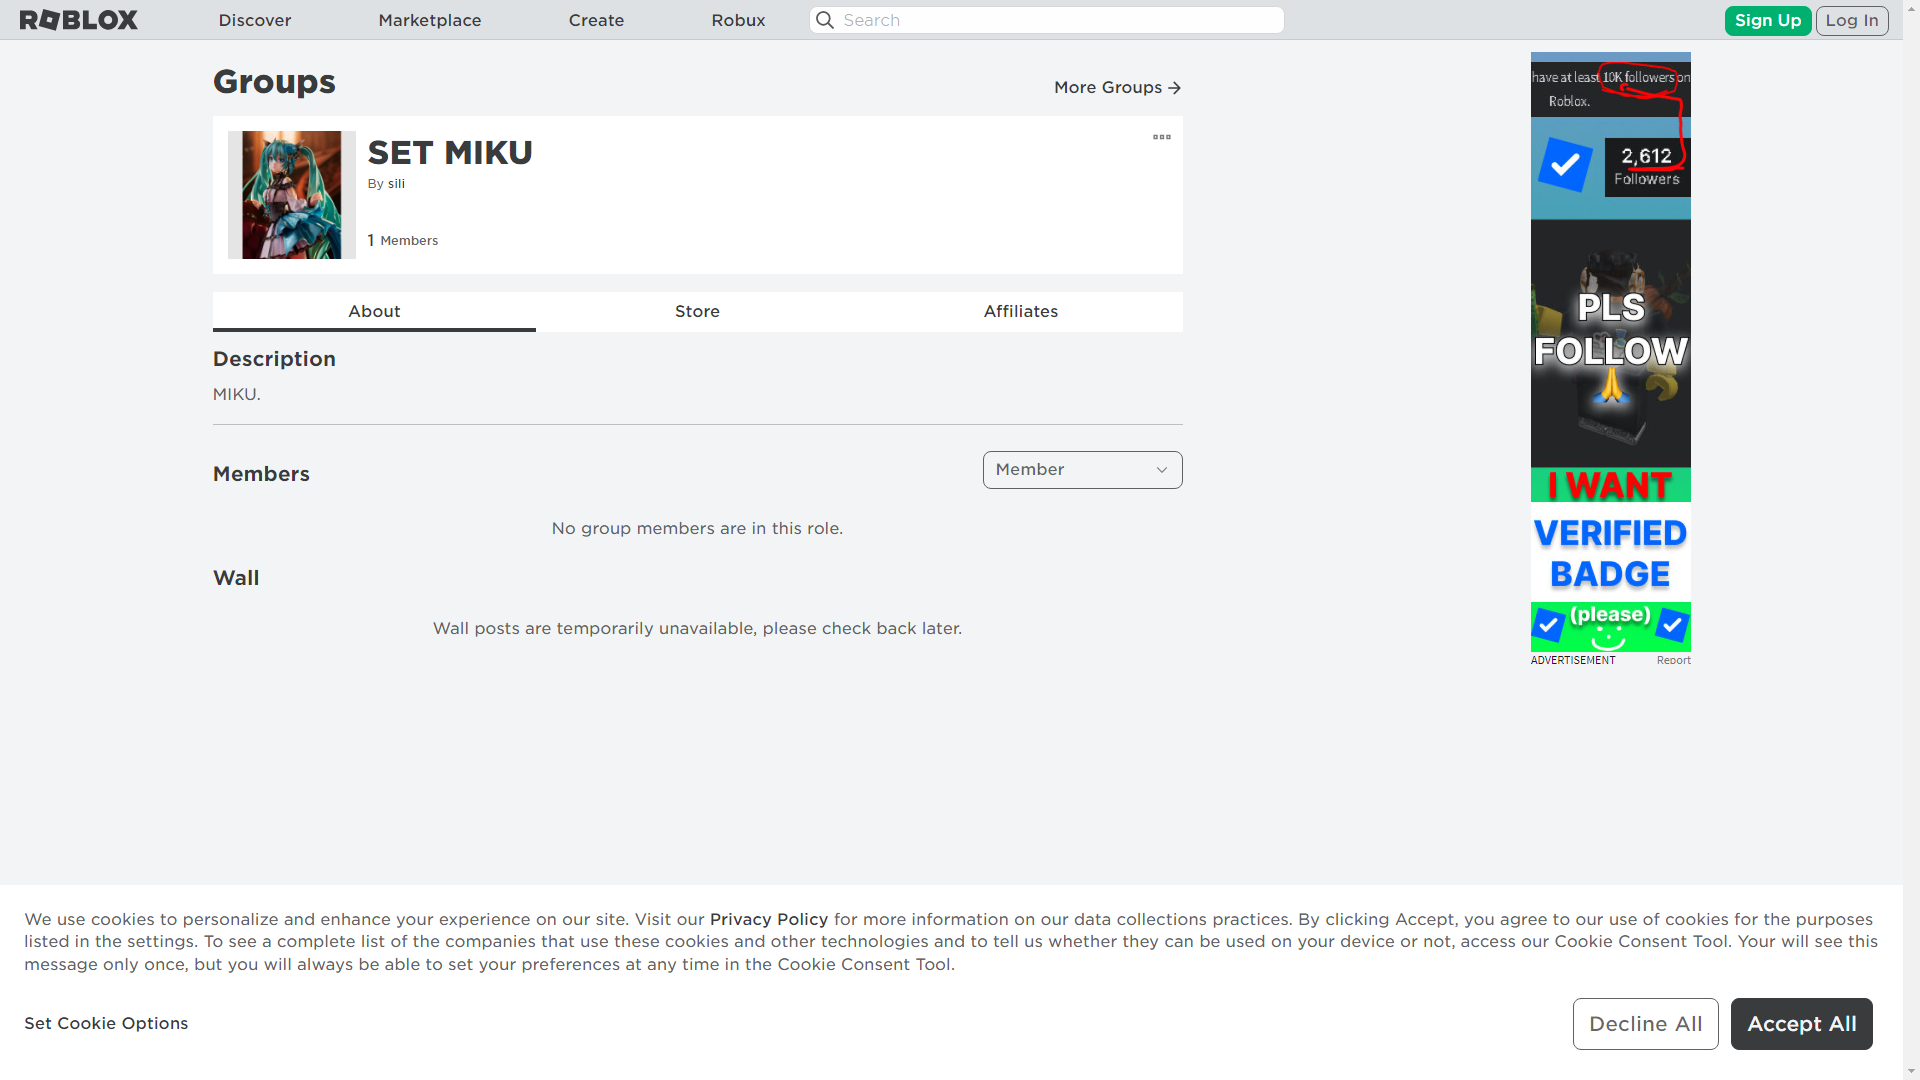 ROBLOX
Discover
Marketplace
Create
Robux
Search
Sign Up
Log In
Groups
More Groups
SET MIKU
By sili
1 Members
About
Store
Affiliates
Description
MIKU.
Members
Member
No group members are in this role.
Wall
Wall posts are temporarily unavailable, please check back later.
have at least 10K followers on
Roblox.
2,612
Followers
PLS
FOLLOW
I WANT
VERIFIED
BADGE
(please)
ADVERTISEMENT
Report
We use cookies to personalize and enhance your experience on our site. Visit our Privacy Policy for more information on our data collections practices. By clicking Accept, you agree to our use of cookies for the purposes
listed in the settings. To see a complete list of the companies that use these cookies and other technologies and to tell us whether they can be used on your device or not, access our Cookie Consent Tool. Your will see this
message only once, but you will always be able to set your preferences at any time in the Cookie Consent Tool.
Set Cookie Options
Decline All
Accept All